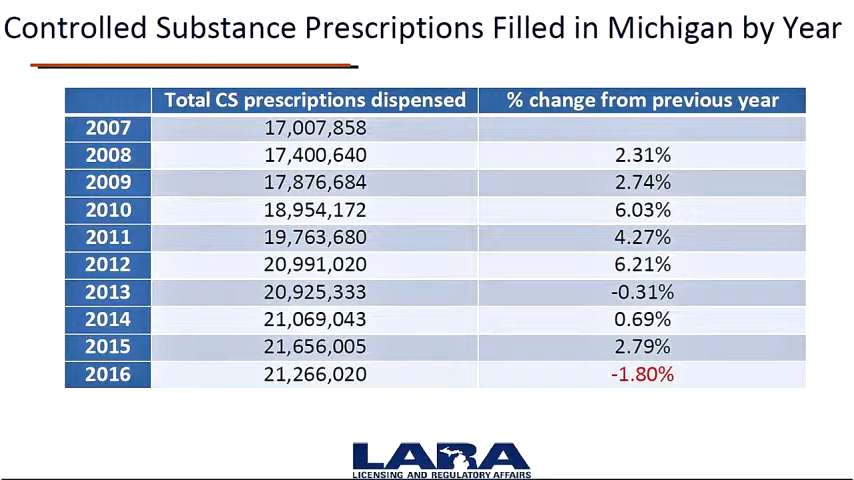 Controlled Substance Prescriptions Filled in Michigan by Year
Total CS prescriptions dispensed % change from previous year
2007 17,007,858
2008 17,400,640 2.31%
2009 17,876,684 2.74%
2010 18,954,172 6.03%
2011 19,763,680 4.27%
2012 20,991,020 6.21%
2013 20,925,333 -0.31%
2014 21,069,043 0.69%
2015 21,656,005 2.79%
2016 21,266,020 -1.80%
LARA
LICENSING AND REGULATORY AFFAIRS